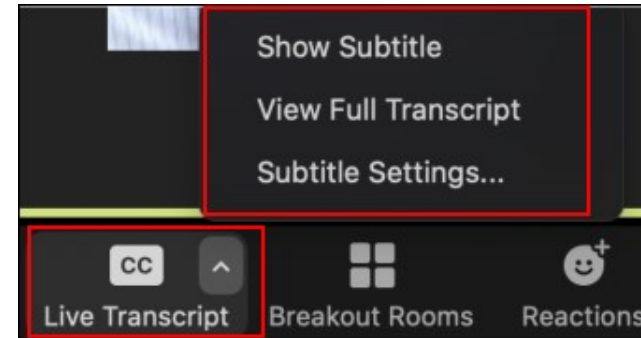 Show Subtitle
View Full Transcript
Subtitle Settings...
CC
Live Transcript
Breakout Rooms
Reactions